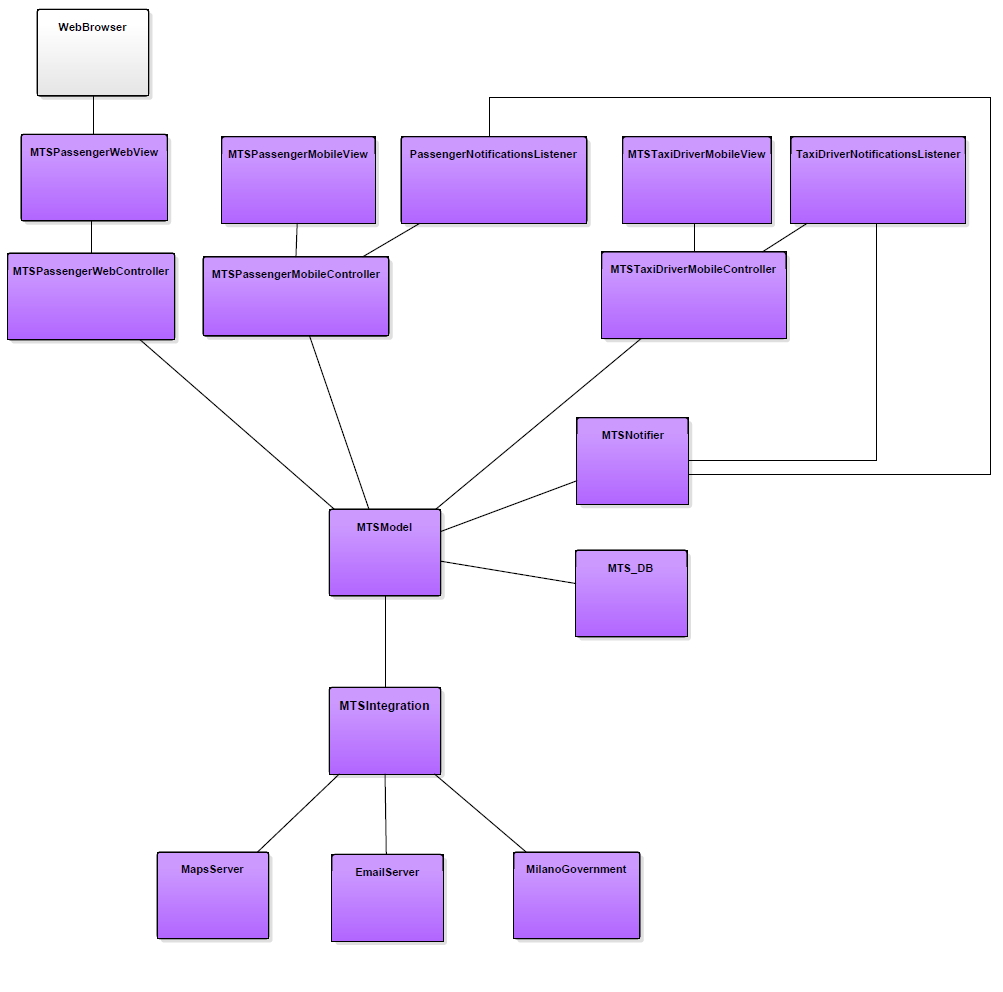 WebBrowser
MTSPassengerWebView
MTSPassengerMobileView
PassengerNotificationsListener
MTSTaxiDriverMobileView
TaxiDriverNotificationsListener
MTSPassengerWebController
MTSPassengerMobileController
MTSTaxiDriverMobileController
MTSNotifier
MTSModel
MTS_DB
MTSIntegration
MapsServer
EmailServer
MilanoGovernment